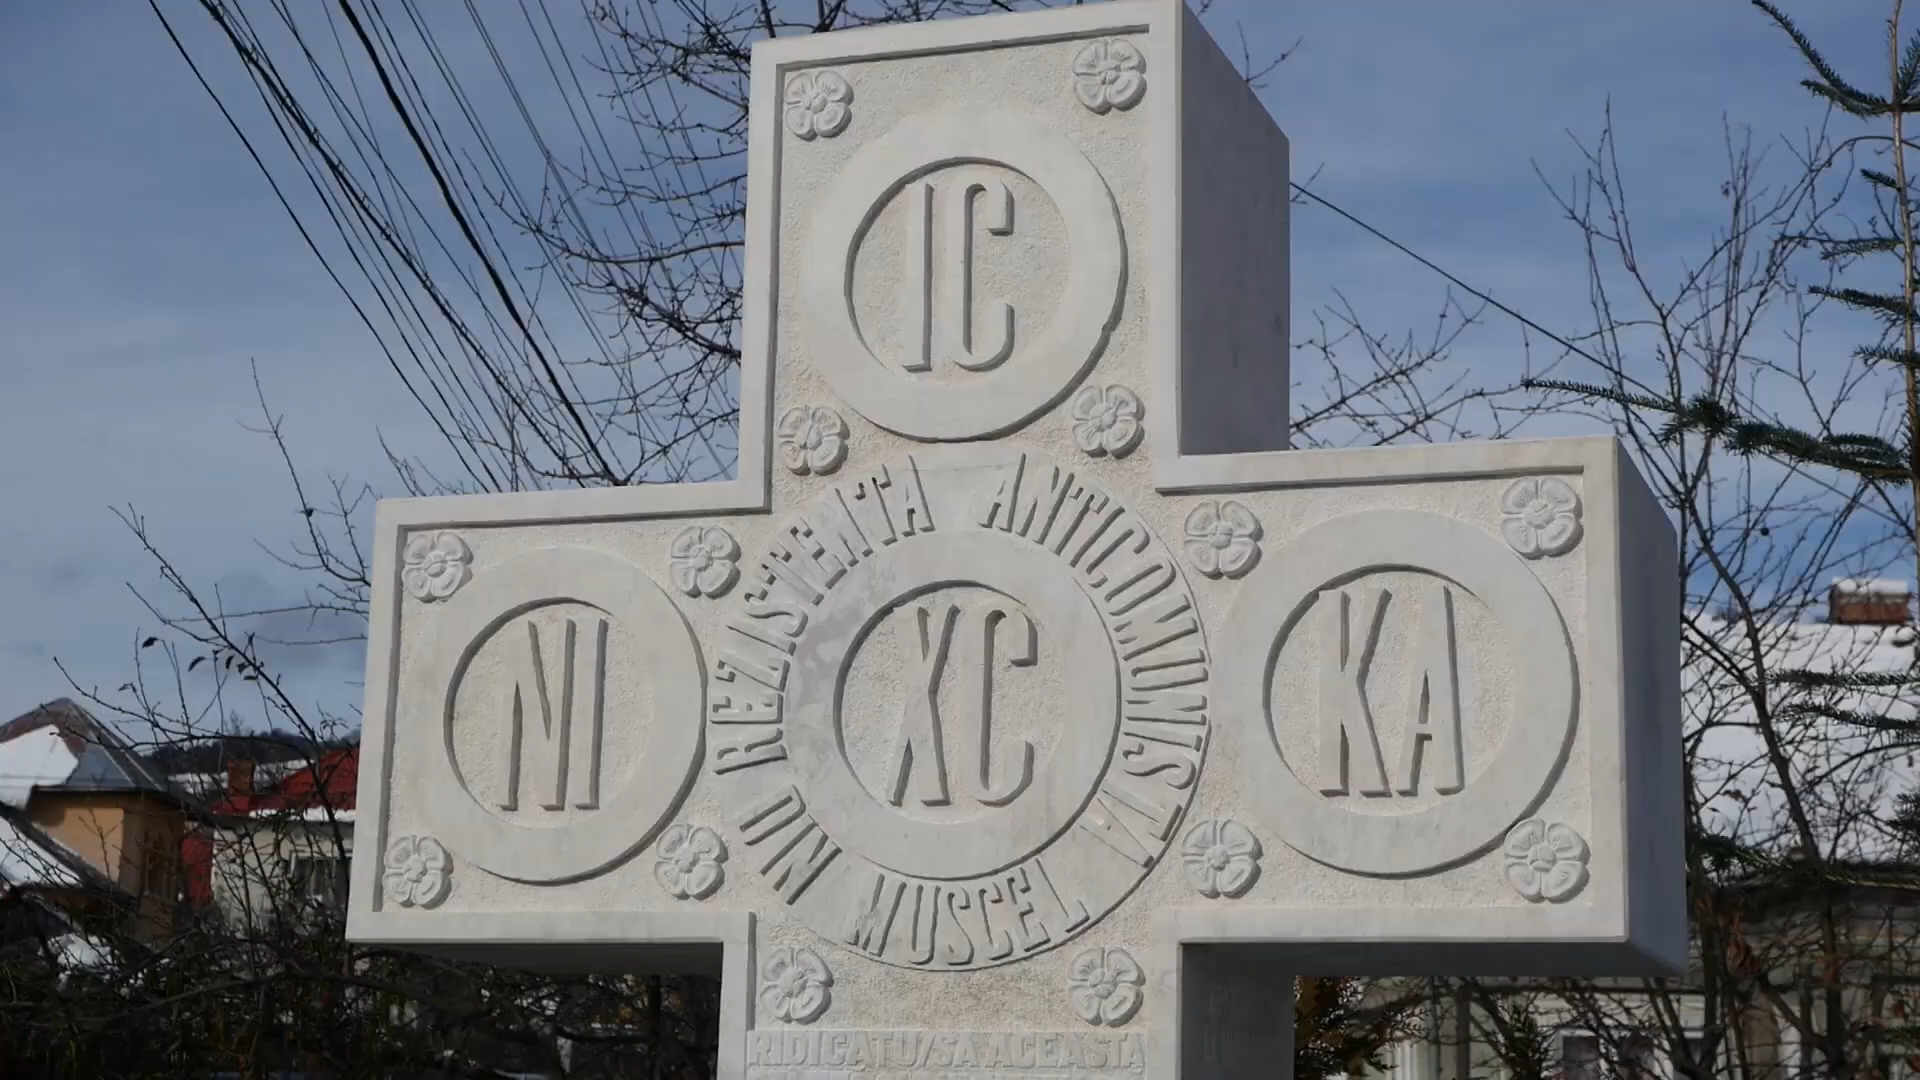 IC
REZISTENTA ANTICOMUNISTA
NI
XC
KA
DIN MUSCEL
RIDICATU/SA ACEASTA